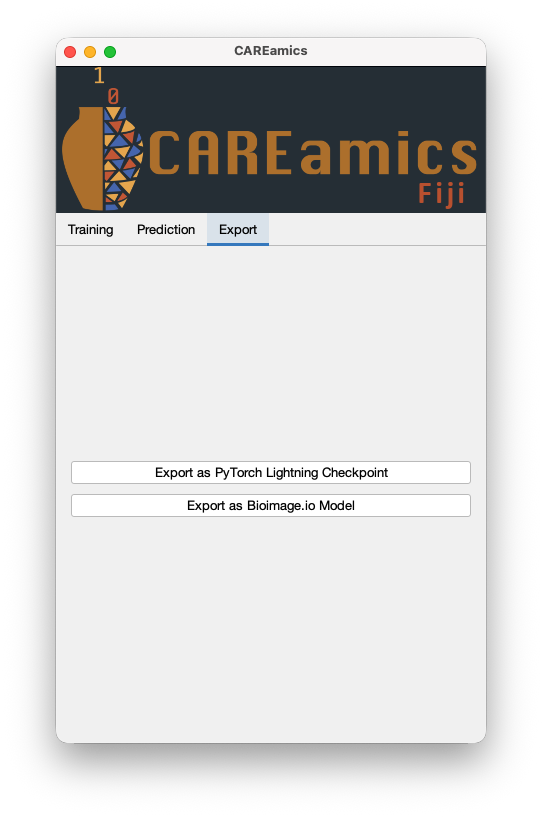 CAREamics
1
0
CAREamics
Fiji
Training Prediction Export
Export as PyTorch Lightning Checkpoint
Export as Bioimage.io Model